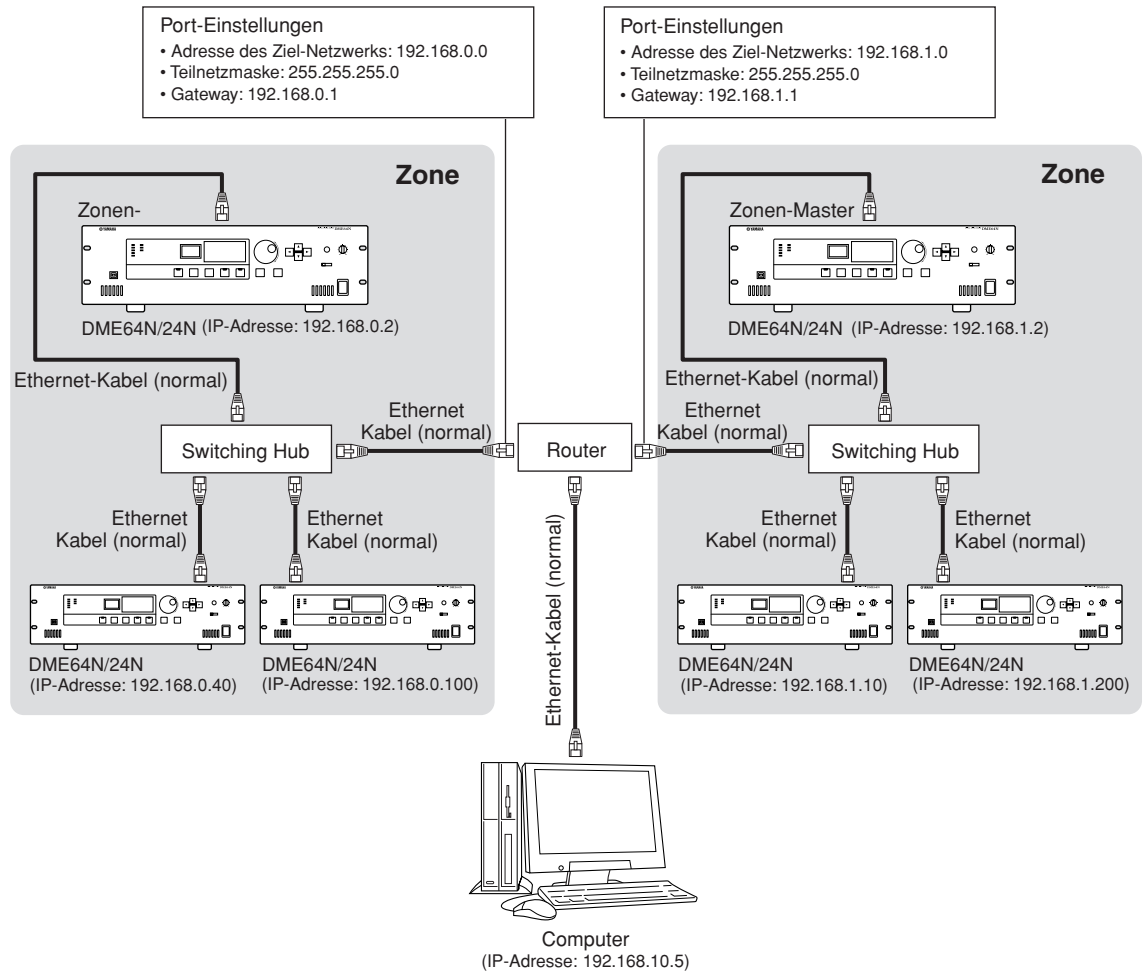 Port-Einstellungen
• Adresse des Ziel-Netzwerks: 192.168.0.0
• Teilnetzmaske: 255.255.255.0
• Gateway: 192.168.0.1
Port-Einstellungen
• Adresse des Ziel-Netzwerks: 192.168.1.0
• Teilnetzmaske: 255.255.255.0
• Gateway: 192.168.1.1
Zone
Zonen-
YAMAHA
DME64N
DME64N/24N (IP-Adresse: 192.168.0.2)
Ethernet-Kabel (normal)
Switching Hub
Ethernet
Kabel (normal)
Ethernet
Kabel (normal)
Ethernet
Kabel (normal)
DME64N/24N
(IP-Adresse: 192.168.0.40)
DME64N/24N
(IP-Adresse: 192.168.0.100)
Router
Ethernet-Kabel (normal)
Zone
Zonen-Master
YAMAHA
DME64N
DME64N/24N (IP-Adresse: 192.168.1.2)
Ethernet-Kabel (normal)
Ethernet
Kabel (normal)
Switching Hub
Ethernet
Kabel (normal)
Ethernet
Kabel (normal)
DME64N/24N
(IP-Adresse: 192.168.1.10)
DME64N/24N
(IP-Adresse: 192.168.1.200)
Computer
(IP-Adresse: 192.168.10.5)